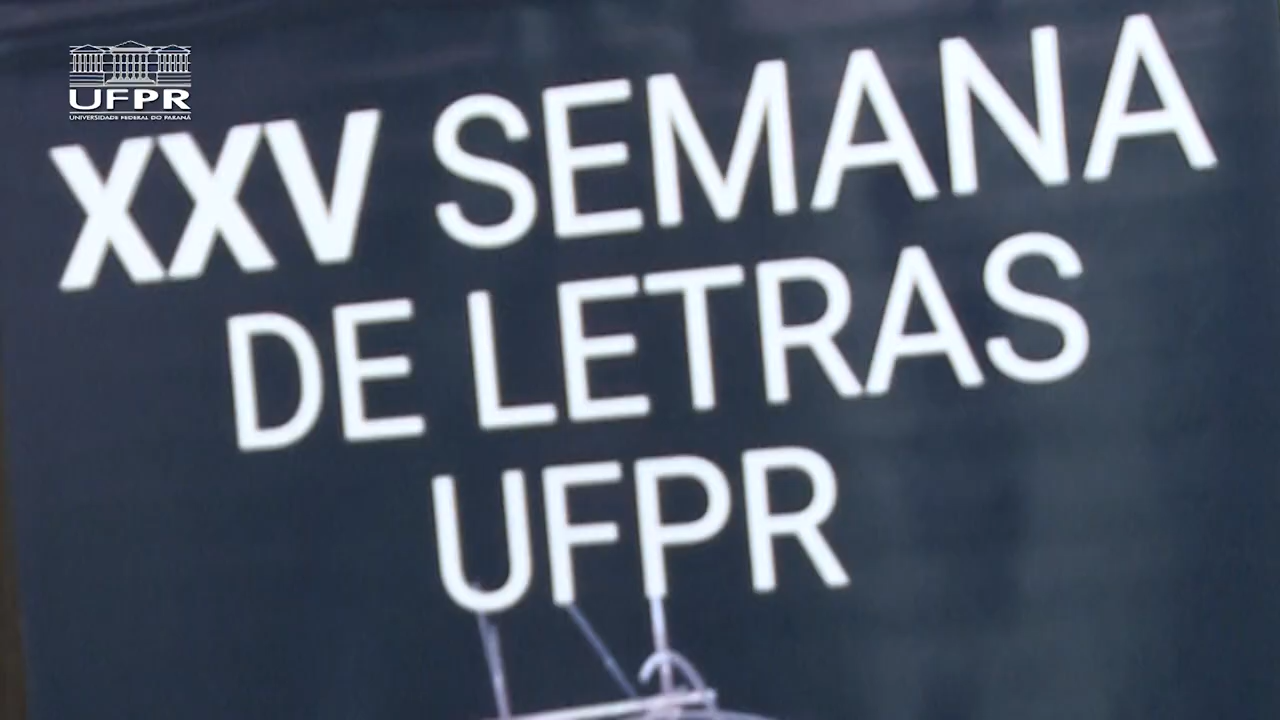 UFPR
UNIVERSIDADE FEDERAL DO PARANÁ
XXV SEMANA
DE LETRAS
UFPR